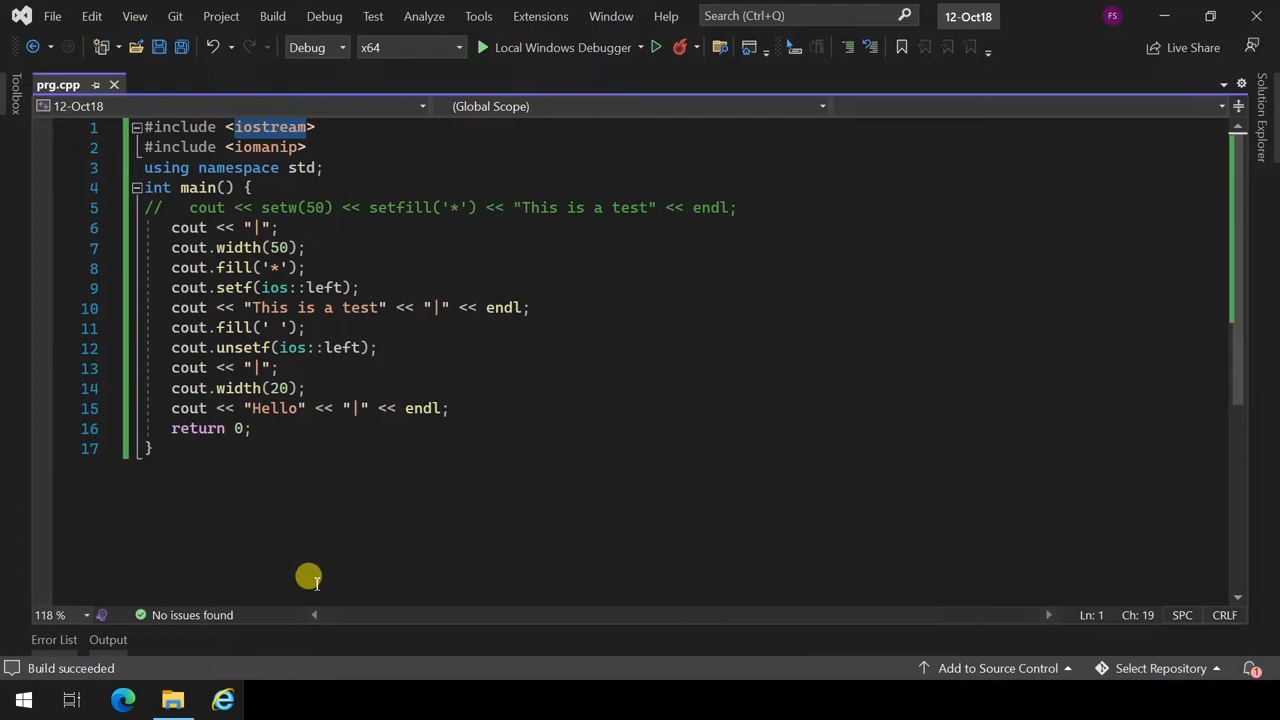 File Edit View Git Project Build Debug Test Analyze Tools Extensions Window Help Search (Ctrl+Q) 12-Oct18 FS
Debug x64 Local Windows Debugger Live Share
prg.cpp
12-Oct18 (Global Scope)
Toolbox
Solution Explorer
1 #include <iostream>
2 #include <iomanip>
3 using namespace std;
4 int main() {
5 // cout << setw(50) << setfill('*') << "This is a test" << endl;
6 cout << "|";
7 cout.width(50);
8 cout.fill('*');
9 cout.setf(ios::left);
10 cout << "This is a test" << "|" << endl;
11 cout.fill(' ');
12 cout.unsetf(ios::left);
13 cout << "|";
14 cout.width(20);
15 cout << "Hello" << "|" << endl;
16 return 0;
17 }
118 % No issues found Ln: 1 Ch: 19 SPC CRLF
Error List Output
Build succeeded Add to Source Control Select Repository 1